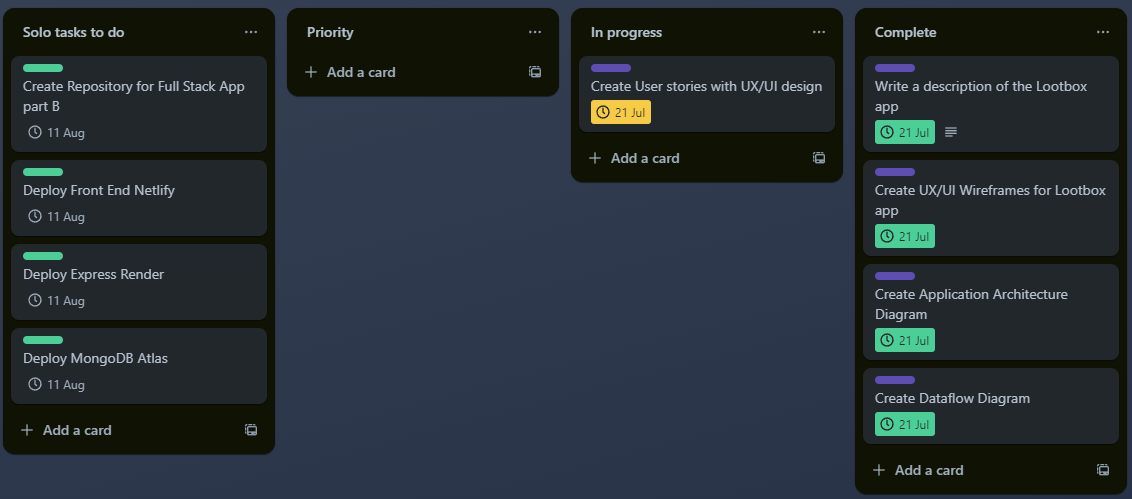 Solo tasks to do
Create Repository for Full Stack App
part B
11 Aug
Deploy Front End Netlify
11 Aug
Deploy Express Render
11 Aug
Deploy MongoDB Atlas
11 Aug
+ Add a card
Priority
+ Add a card
In progress
Create User stories with UX/UI design
21 Jul
+ Add a card
Complete
Write a description of the Lootbox
app
21 Jul
Create UX/UI Wireframes for Lootbox
app
21 Jul
Create Application Architecture
Diagram
21 Jul
Create Dataflow Diagram
21 Jul
+ Add a card